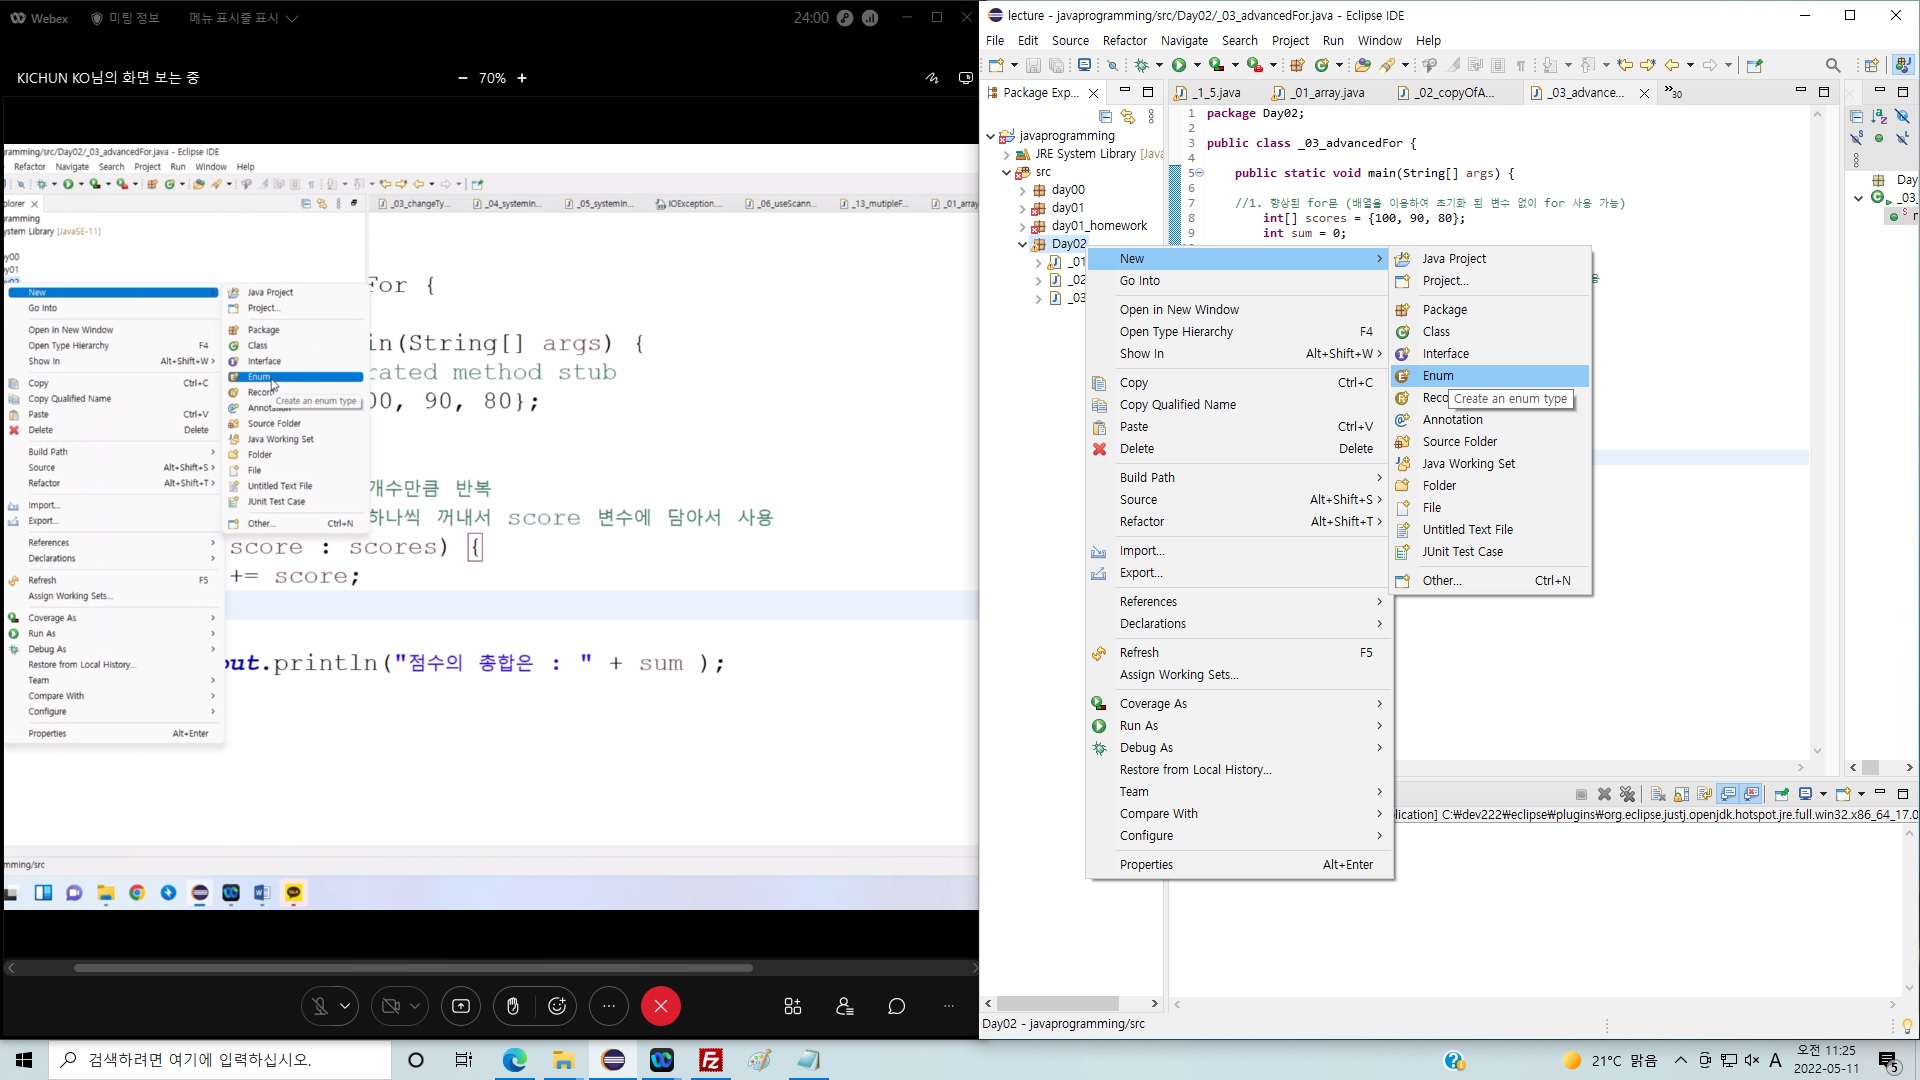 Webex
미팅 정보
메뉴 표시줄 표시
24:00
KICHUN KO님의 화면 보는 중
70%
ramming/src/Day02/_03_advancedFor.java - Eclipse IDE
Refactor Navigate Search Project Run Window Help
plorer
_03_changeTy...
_04_systemIn...
_05_systemin...
IOException....
_06_useScann...
_13_mutipleF...
_01_array
gramming
ystem Library [JavaSE-11]
ay00
ay01
For {
in(String[] args) {
rated method stub
00, 90, 80};
개수만큼 반복
하나씩 꺼내서 score 변수에 담아서 사용
score : scores) {
+= score;
out.println("점수의 총합은 : " + sum );
New
Go Into
Open in New Window
Open Type Hierarchy F4
Show In Alt+Shift+W >
Copy Ctrl+C
Copy Qualified Name
Paste Ctrl+V
Delete Delete
Build Path >
Source Alt+Shift+S >
Refactor Alt+Shift+T >
Import...
Export...
References >
Declarations >
Refresh F5
Assign Working Sets...
Coverage As >
Run As >
Debug As >
Restore from Local History...
Team >
Compare With >
Configure >
Properties Alt+Enter
Java Project
Project...
Package
Class
Interface
Enum
Recor
Create an enum type
Annotation
Source Folder
Java Working Set
Folder
File
Untitled Text File
JUnit Test Case
Other... Ctrl+N
mming/src
lecture - javaprogramming/src/Day02/_03_advancedFor.java - Eclipse IDE
File Edit Source Refactor Navigate Search Project Run Window Help
Package Exp...
_1_5.java
_01_array.java
_02_copyOfA...
_03_advance...
»30
javaprogramming
JRE System Library [Java
src
day00
day01
day01_homework
Day02
_01
_02
_03
1 package Day02;
2
3 public class _03_advancedFor {
4
5 public static void main(String[] args) {
6
7 //1. 향상된 for문 (배열을 이용하여 초기화 된 변수 없이 for 사용 가능)
8 int[] scores = {100, 90, 80};
9 int sum = 0;
용
Day
_03_
New >
Go Into
Open in New Window
Open Type Hierarchy F4
Show In Alt+Shift+W >
Copy Ctrl+C
Copy Qualified Name
Paste Ctrl+V
Delete Delete
Build Path >
Source Alt+Shift+S >
Refactor Alt+Shift+T >
Import...
Export...
References >
Declarations >
Refresh F5
Assign Working Sets...
Coverage As >
Run As >
Debug As >
Restore from Local History...
Team >
Compare With >
Configure >
Properties Alt+Enter
Java Project
Project...
Package
Class
Interface
Enum
Reco
Create an enum type
Annotation
Source Folder
Java Working Set
Folder
File
Untitled Text File
JUnit Test Case
Other... Ctrl+N
lication] C:₩dev222₩eclipse₩plugins₩org.eclipse.justj.openjdk.hotspot.jre.full.win32.x86_64_17.0
Day02 - javaprogramming/src
검색하려면 여기에 입력하십시오.
21°C 맑음
A
오전 11:25
2022-05-11
5